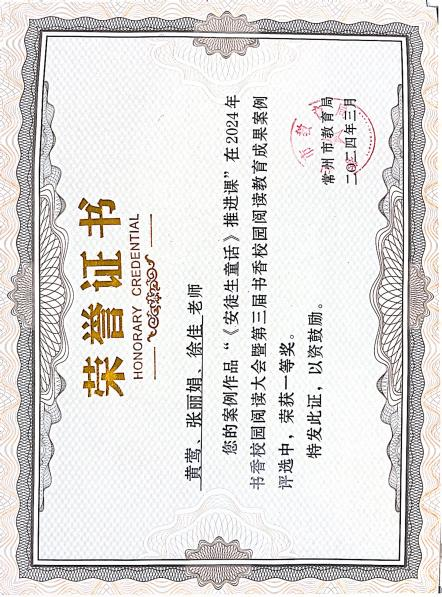 荣誉证书
HONORARY CREDENTIAL
黄莺、张丽娟、徐佳 老师
您的案例作品“《安徒生童话》推进课”在2024年
书香校园阅读大会暨第三届书香校园阅读教育成果案例
评选中，荣获一等奖。
特发此证，以资鼓励。
常州市教育局
二〇二四年三月